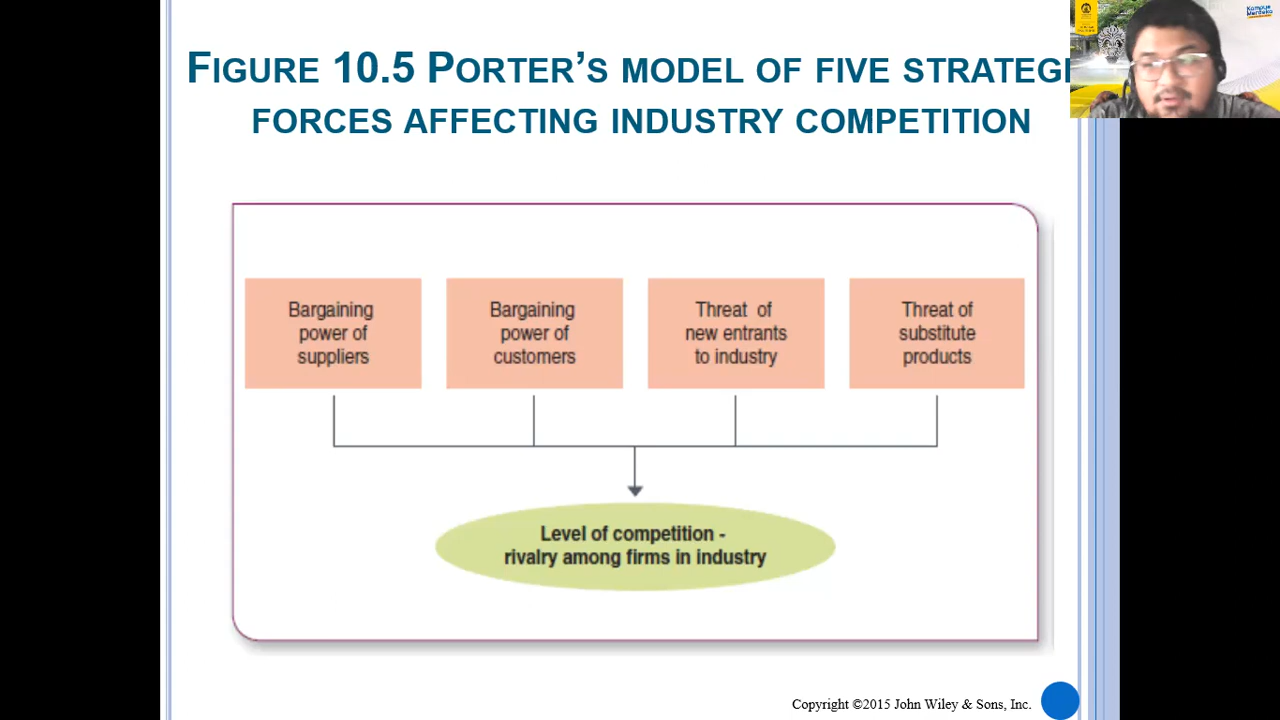 FIGURE 10.5 PORTER'S MODEL OF FIVE STRATEGI
FORCES AFFECTING INDUSTRY COMPETITION
Kampus
Merdeka
Bargaining
power of
suppliers
Bargaining
power of
customers
Threat of
new entrants
to industry
Threat of
substitute
products
Level of competition -
rivalry among firms in industry
Copyright ©2015 John Wiley & Sons, Inc.